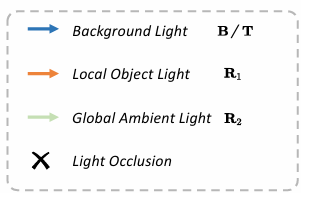 Background Light B / T
Local Object Light R₁
Global Ambient Light R₂
Light Occlusion